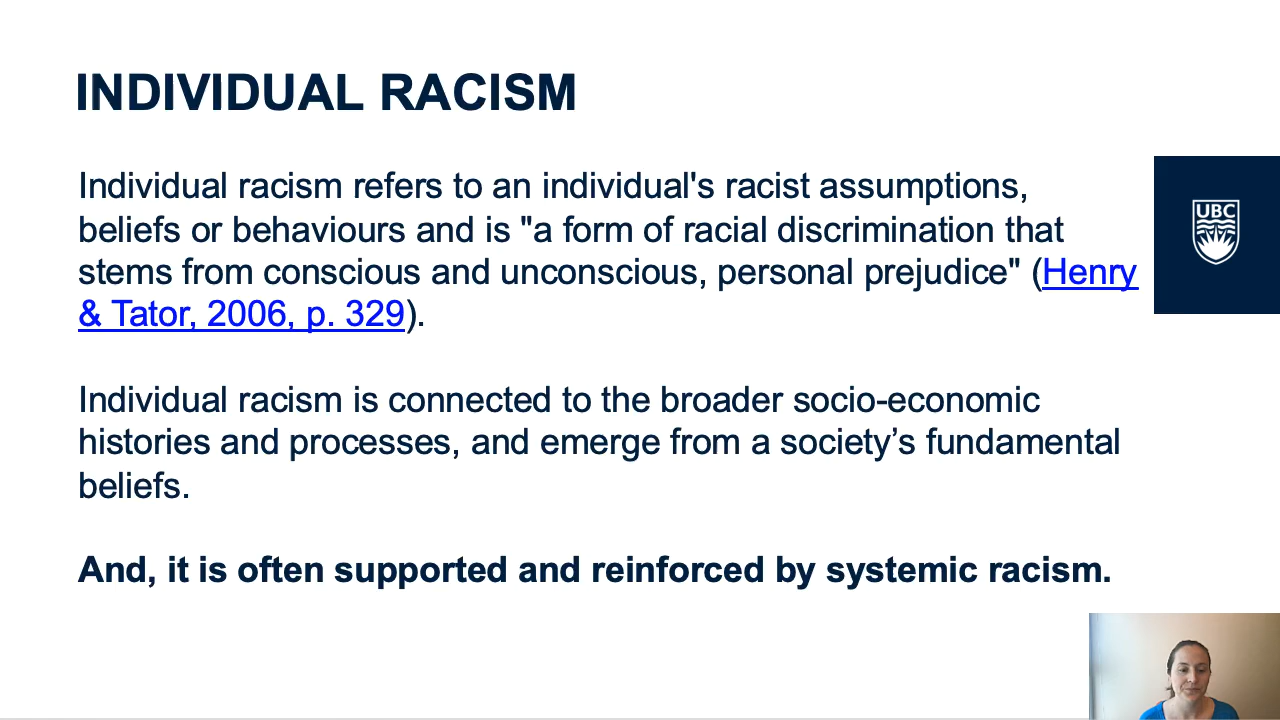 INDIVIDUAL RACISM
Individual racism refers to an individual's racist assumptions,
beliefs or behaviours and is "a form of racial discrimination that
stems from conscious and unconscious, personal prejudice" (Henry
& Tator, 2006, p. 329).
UBC
Individual racism is connected to the broader socio-economic
histories and processes, and emerge from a society’s fundamental
beliefs.
And, it is often supported and reinforced by systemic racism.